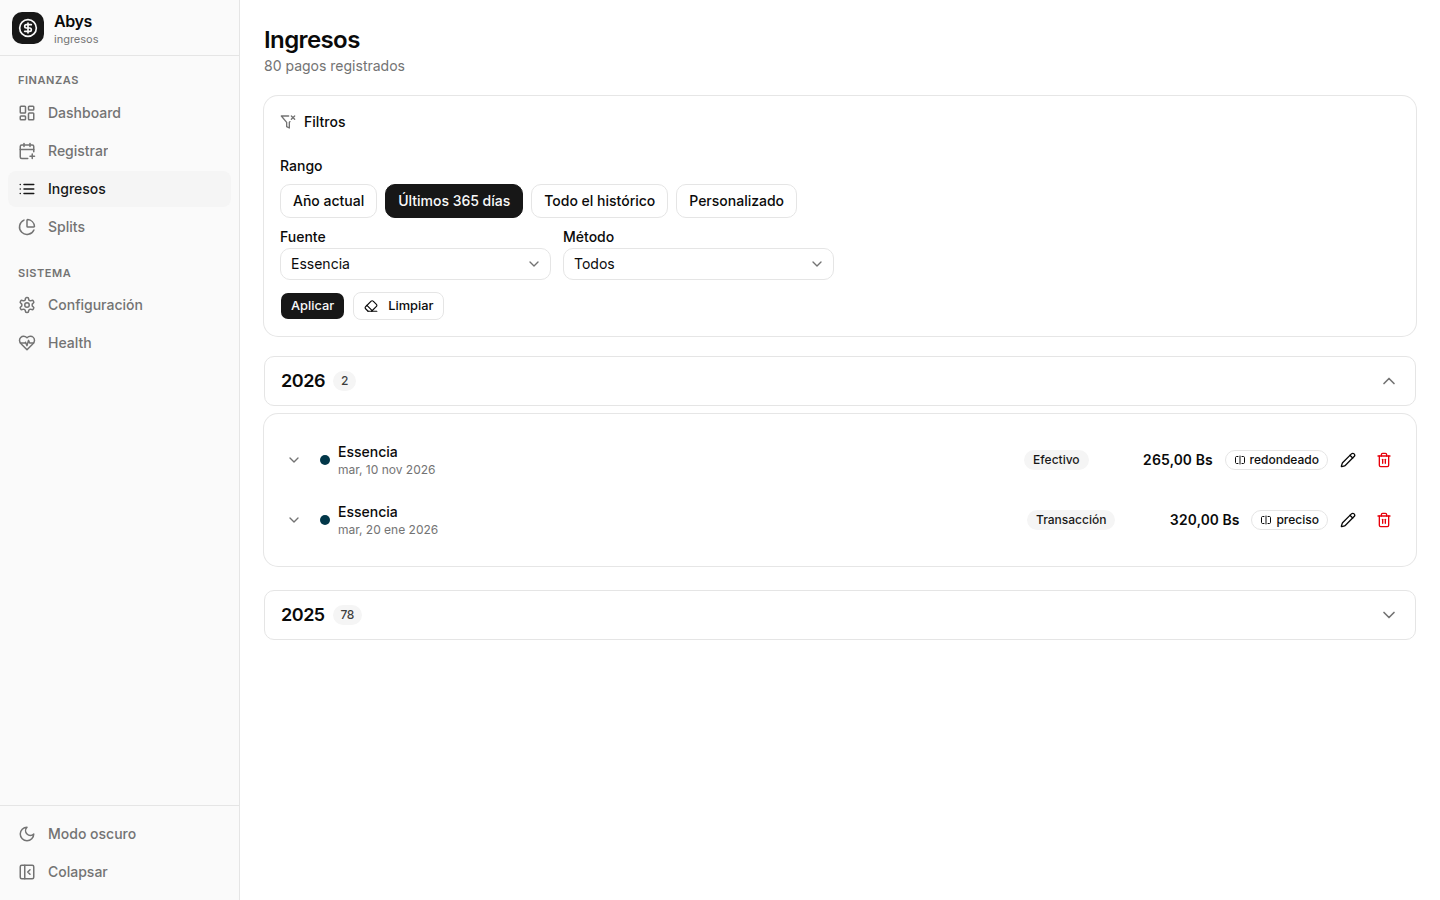 Abys
ingresos
FINANZAS
Dashboard
Registrar
Ingresos
Splits
SISTEMA
Configuración
Health
Modo oscuro
Colapsar
Ingresos
80 pagos registrados
Filtros
Rango
Año actual Últimos 365 días Todo el histórico Personalizado
Fuente Método
Essencia Todos
Aplicar Limpiar
2026 2
Essencia
mar, 10 nov 2026
Efectivo 265,00 Bs redondeado
Essencia
mar, 20 ene 2026
Transacción 320,00 Bs preciso
2025 78